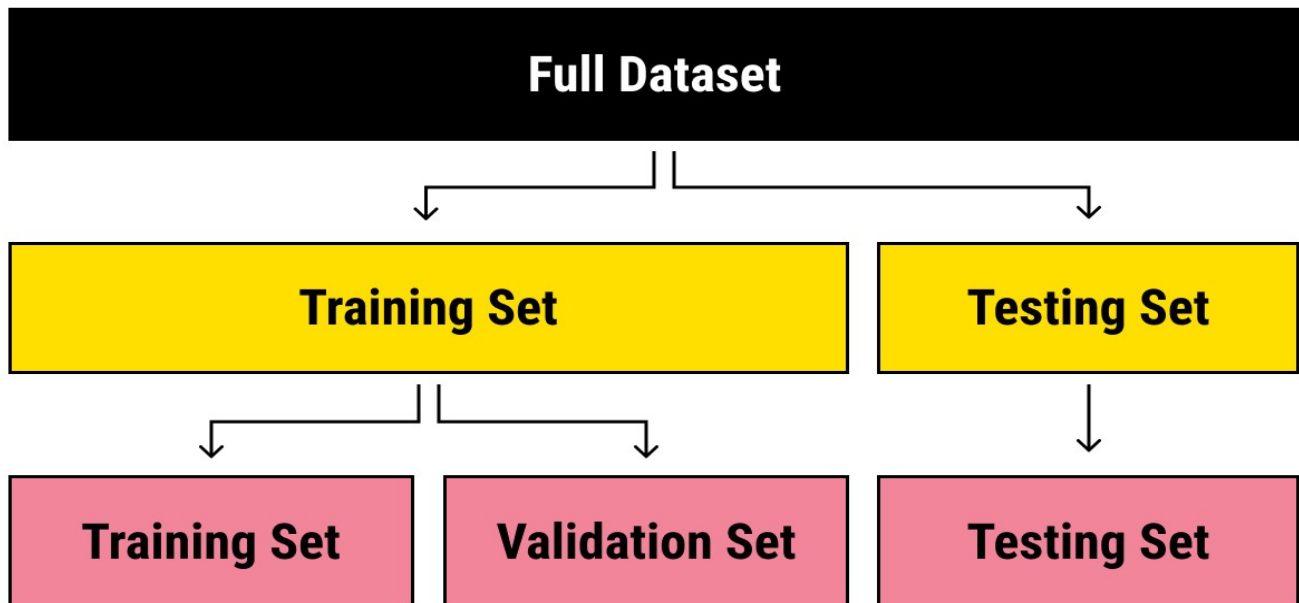 Full Dataset
Training Set
Testing Set
Training Set
Validation Set
Testing Set